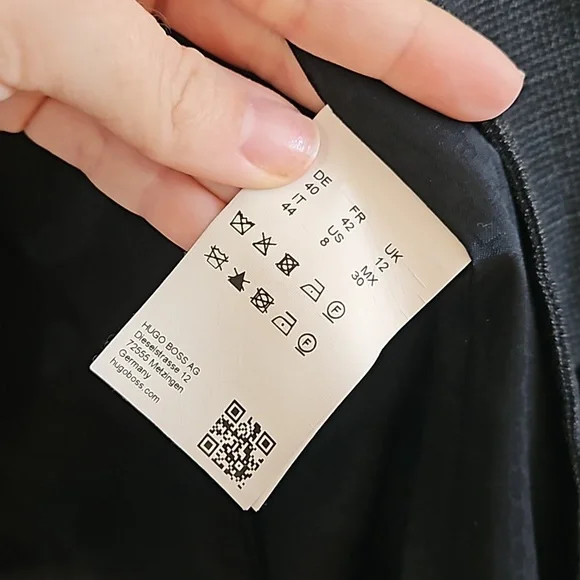 DE FR UK
40 42 12
IT US MX
44 8 30
F
F
HUGO BOSS AG
Dieselstrasse 12
72555 Metzingen
Germany
hugoboss.com